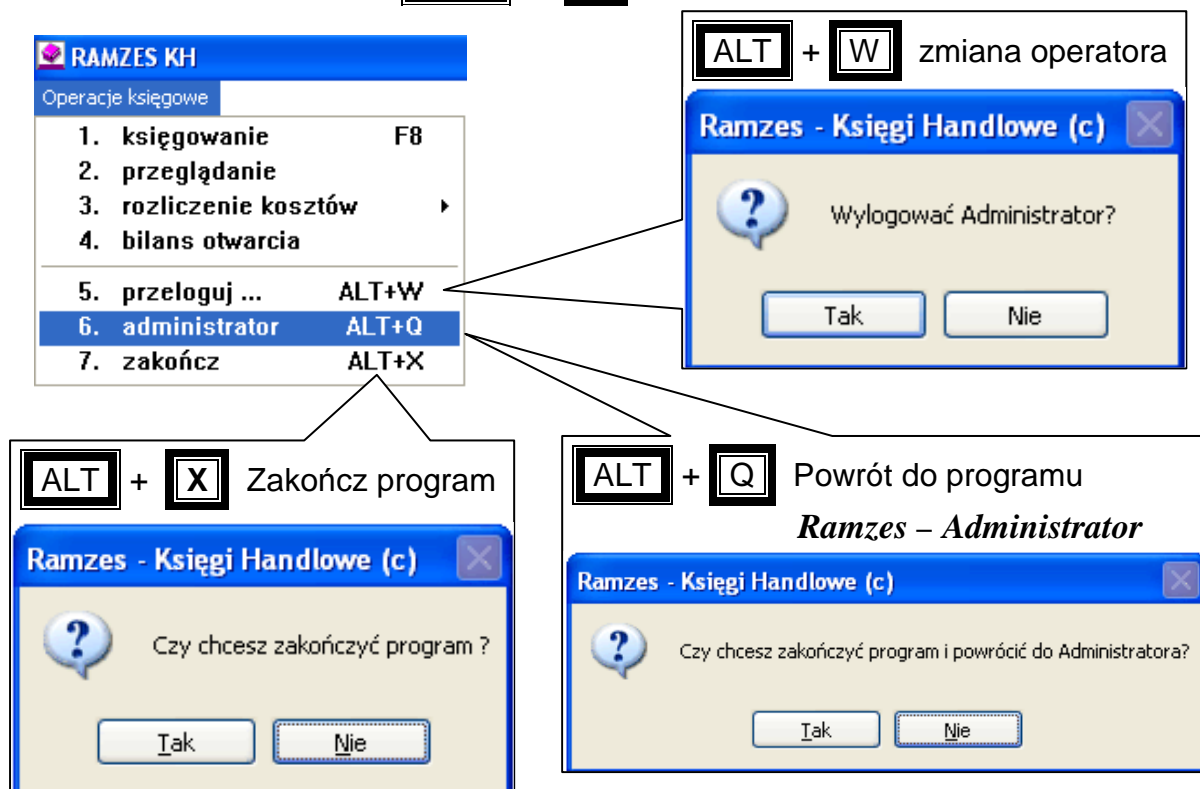 RAMZES KH
Operacje księgowe
1. księgowanie F8
2. przeglądanie
3. rozliczenie kosztów
4. bilans otwarcia
5. przeloguj ... ALT+W
6. administrator ALT+Q
7. zakończ ALT+X
ALT + W zmiana operatora
Ramzes - Księgi Handlowe (c)
Wylogować Administrator?
Tak Nie
ALT + X Zakończ program
Ramzes - Księgi Handlowe (c)
Czy chcesz zakończyć program ?
Tak Nie
ALT + Q Powrót do programu
Ramzes – Administrator
Ramzes - Księgi Handlowe (c)
Czy chcesz zakończyć program i powrócić do Administratora?
Tak Nie